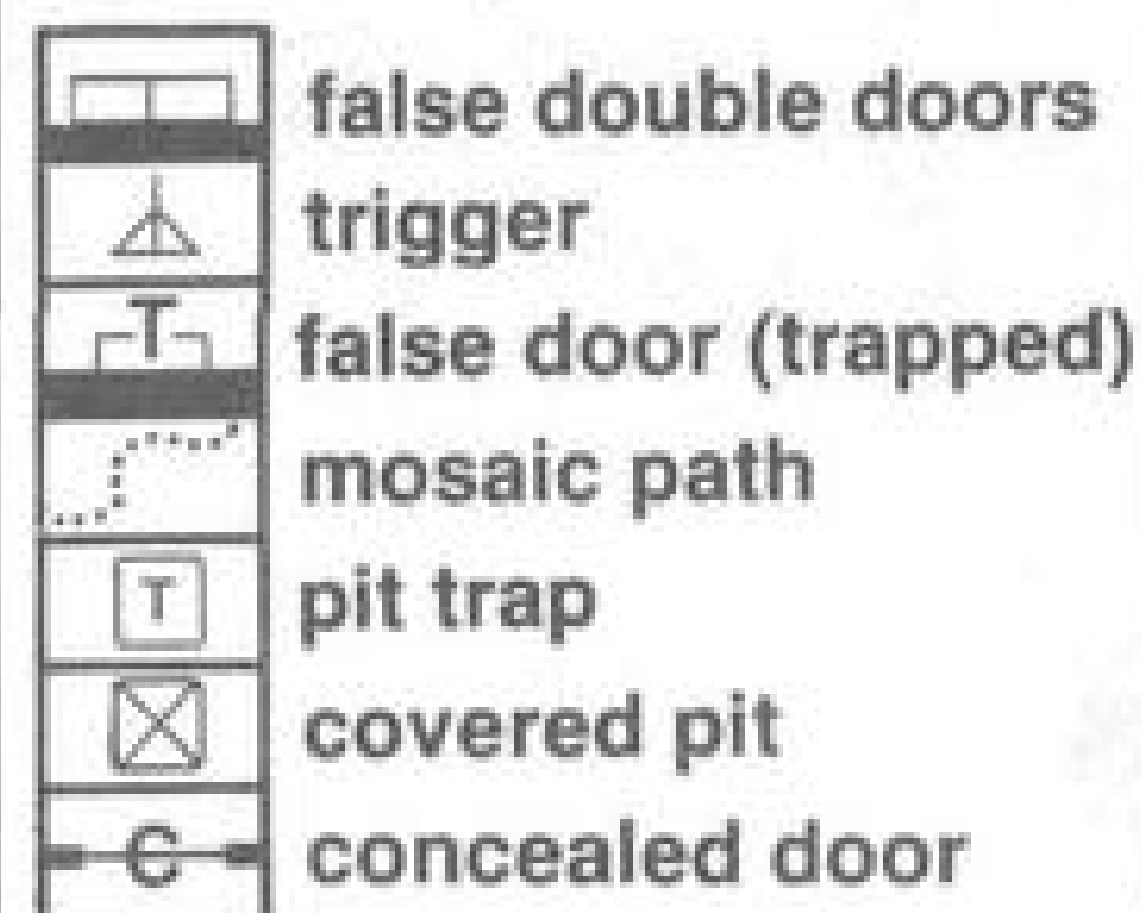 false double doors
trigger
T false door (trapped)
mosaic path
T pit trap
covered pit
C concealed door